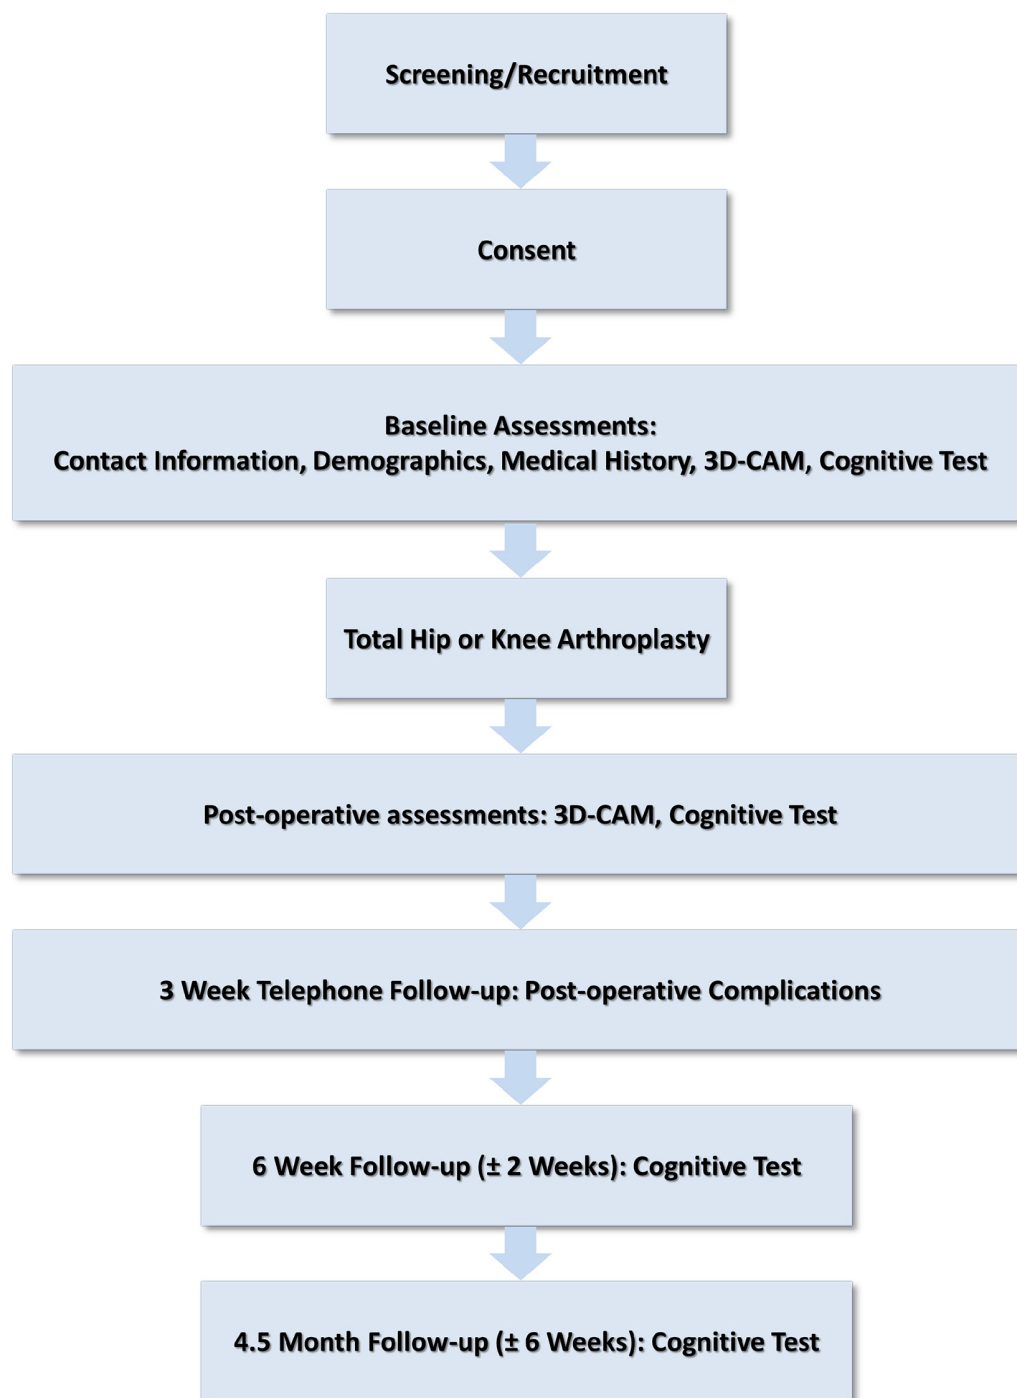 Screening/Recruitment
Consent
Baseline Assessments:
Contact Information, Demographics, Medical History, 3D-CAM, Cognitive Test
Total Hip or Knee Arthroplasty
Post-operative assessments: 3D-CAM, Cognitive Test
3 Week Telephone Follow-up: Post-operative Complications
6 Week Follow-up (± 2 Weeks): Cognitive Test
4.5 Month Follow-up (± 6 Weeks): Cognitive Test